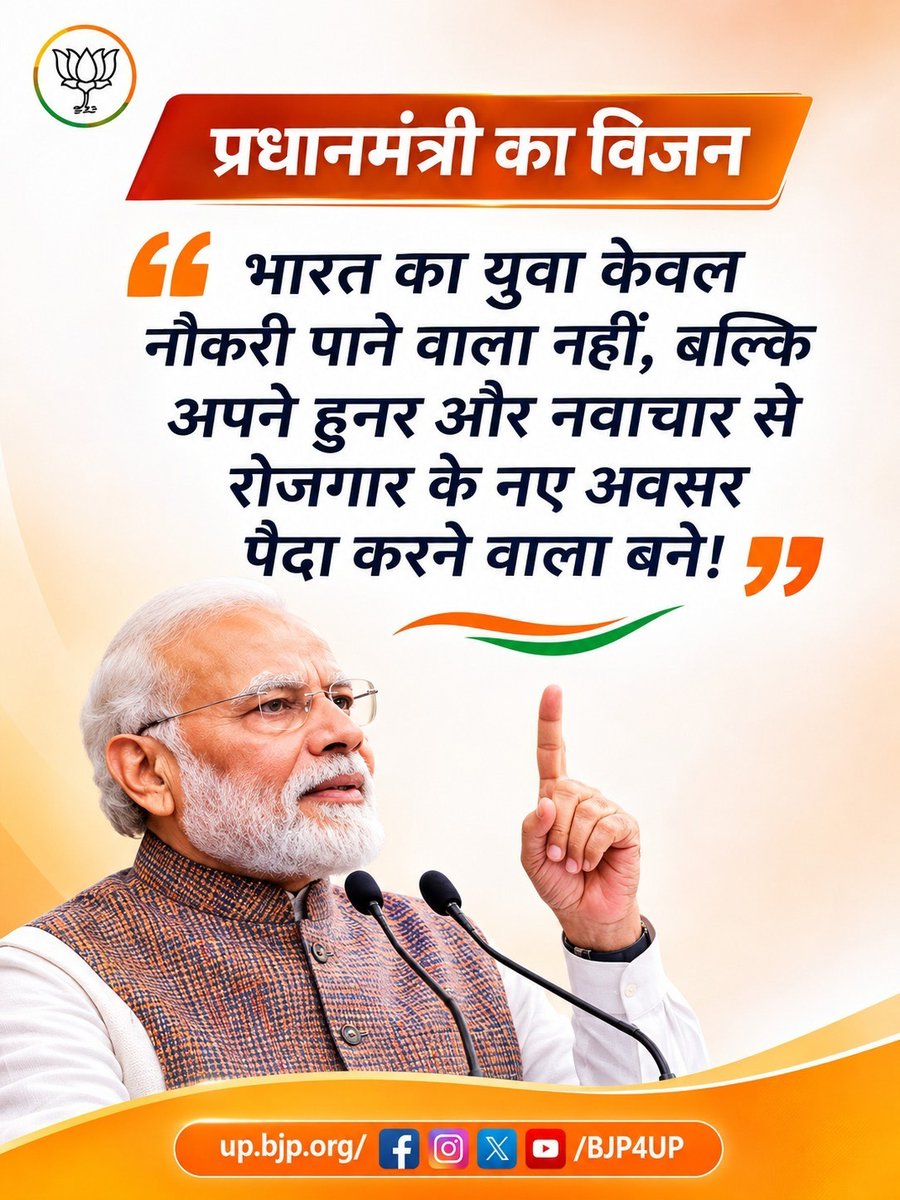 प्रधानमंत्री का विजन
“ भारत का युवा केवल
नौकरी पाने वाला नहीं, बल्कि
अपने हुनर और नवाचार से
रोजगार के नए अवसर
पैदा करने वाला बने! ”
up.bjp.org/ /BJP4UP